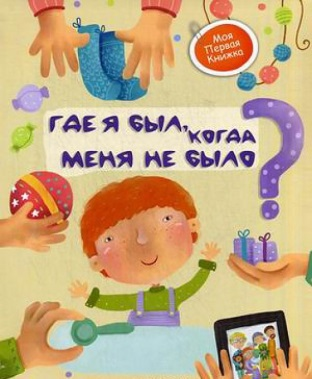 Моя
Первая
Книжка
ГДЕ Я БЫЛ, КОГДА
МЕНЯ НЕ БЫЛО
?